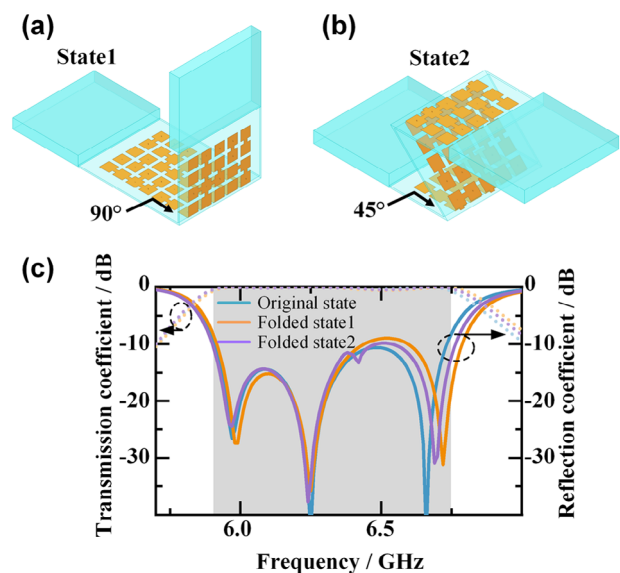 (a)
State1
90°
(b)
State2
45°
(c)
Transmission coefficient / dB
0
-10
-20
-30
Original state
Folded state1
Folded state2
0
-10
-20
-30
Reflection coefficient / dB
6.0
6.5
Frequency / GHz